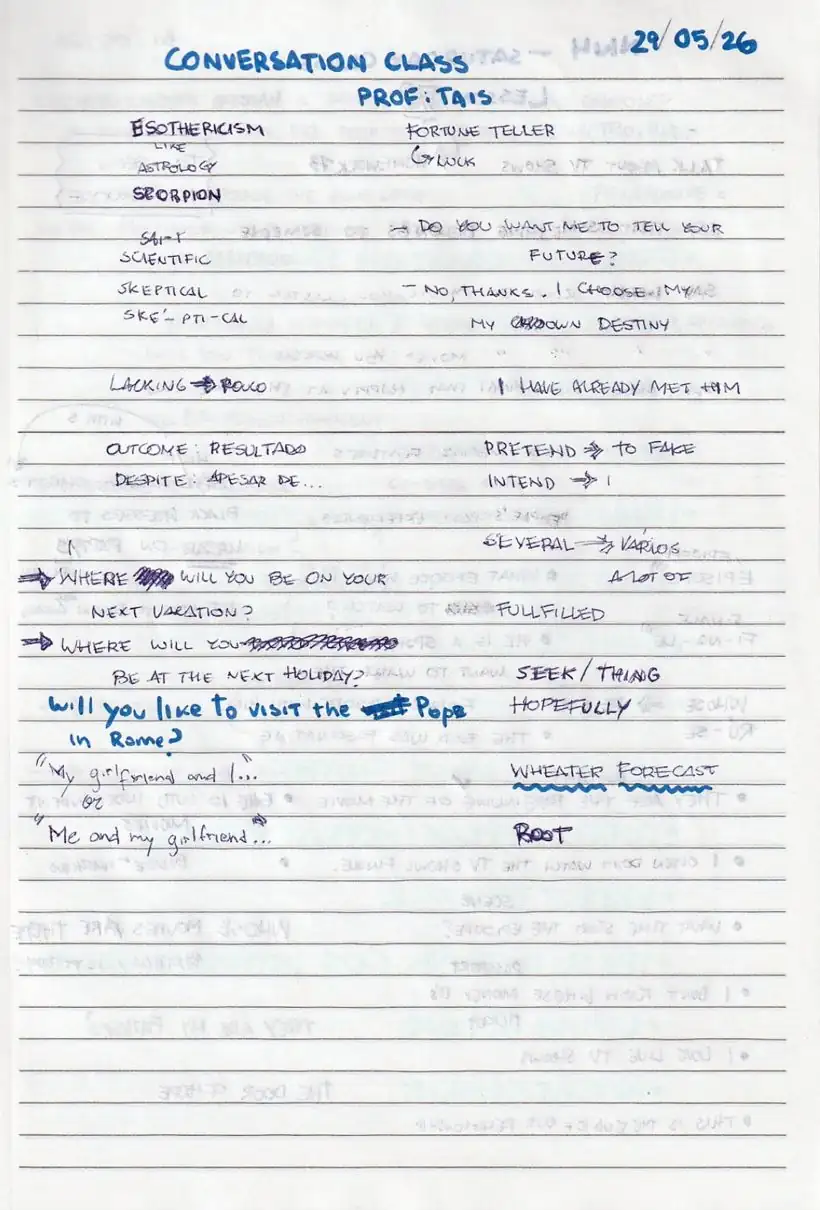 29/05/26
CONVERSATION CLASS
PROF: TAIS
ESOTHERICISM
LIKE
ASTROLOGY
SCORPION
SCIENTIFIC
SKEPTICAL
SKE'- PTI-CAL
LACKING → POUCO
OUTCOME: RESULTADO
DESPITE: APESAR DE...
→ WHERE WILL YOU BE ON YOUR
NEXT VACATION?
→ WHERE WILL YOU
BE AT THE NEXT HOLIDAY?
Will you like to visit the Pope
in Rome?
"My girlfriend and I..."
or
"Me and my girlfriend..."
FORTUNE TELLER
LUCK
- DO YOU WANT ME TO TELL YOUR
FUTURE?
- NO, THANKS. I CHOOSE MY
MY OWN DESTINY
I HAVE ALREADY MET HIM
PRETEND → TO FAKE
INTEND → I
SEVERAL → VÁRIOS
A LOT OF
FULLFILLED
SEEK / THING
HOPEFULLY
WHEATER FORECAST
ROOT